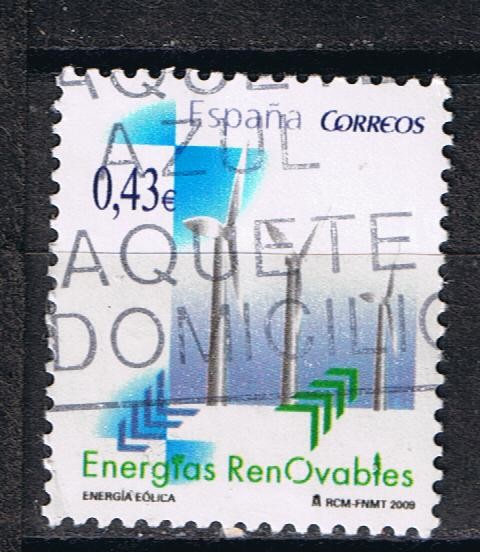 AQUETE
España CORREOS
AZUL
0,43€
AQUETE
DOMICILIO
Energías RenOvables
ENERGÍA EÓLICA RCM-FNMT 2009